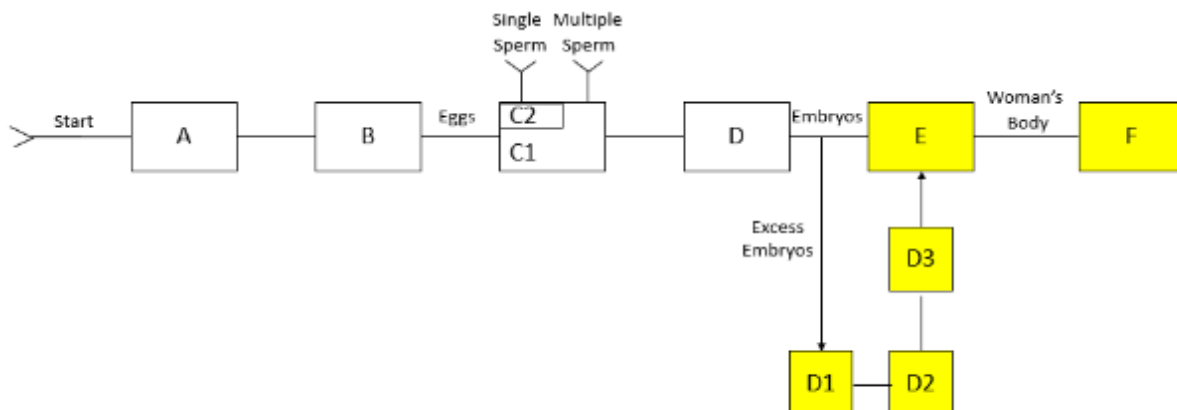 Single Multiple
Sperm Sperm
Start
A
B
Eggs
C2
C1
D
Embryos
E
Woman's
Body
F
Excess
Embryos
D3
D1
D2